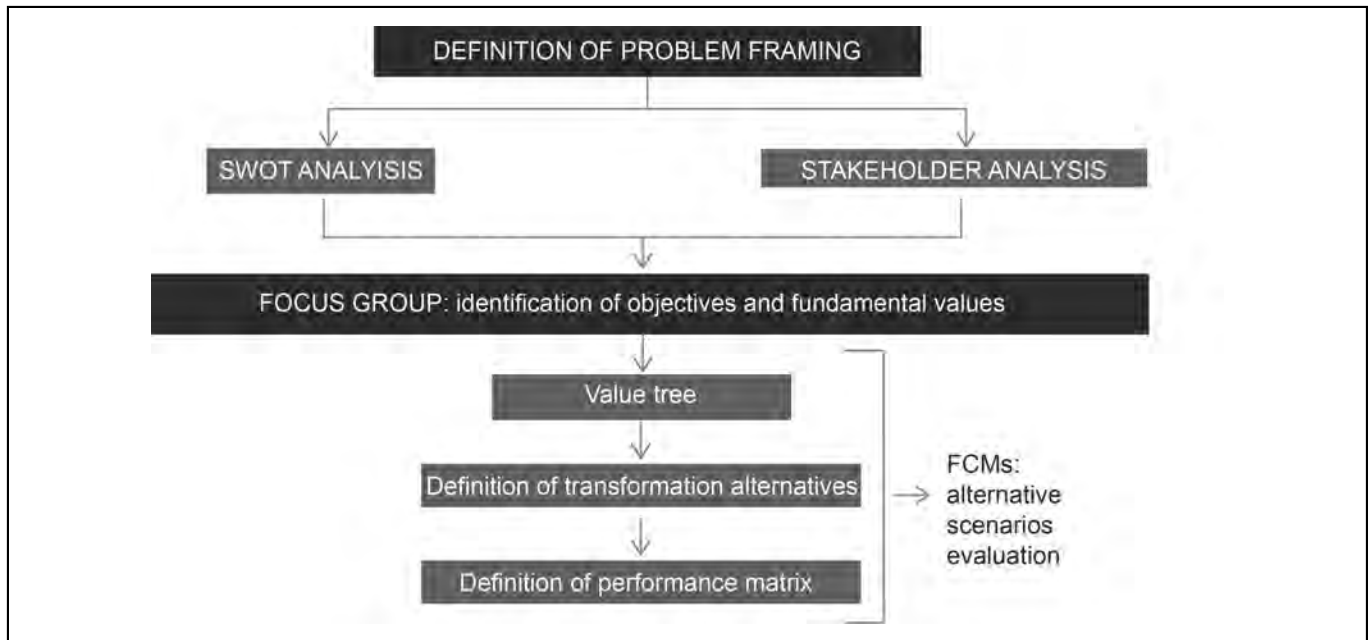 DEFINITION OF PROBLEM FRAMING
SWOT ANALYISIS
STAKEHOLDER ANALYSIS
FOCUS GROUP: identification of objectives and fundamental values
Value tree
Definition of transformation alternatives
Definition of performance matrix
FCMs:
alternative
scenarios
evaluation